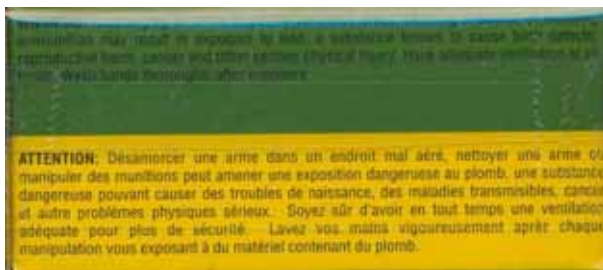 ammunition may result in exposure to lead, a substance known to cause birth defects,
reproductive harm, cancer and other serious physical injury. Have adequate ventilation at all
times. Wash hands thoroughly after exposure.
ATTENTION: Désamorcer une arme dans un endroit mal aéré, nettoyer une arme ou
manipuler des munitions peut amener une exposition dangeruese au plomb, une substance
dangereuse pouvant causer des troubles de naissance, des maladies transmisibles, cancer
et autre problèmes physiques sérieux. Soyez sûr d'avoir en tout temps une ventilation
adéquate pour plus de sécurité. Lavez vos mains vigoureusement aprèr chaque
manipulation vous exposant à du matériel contenant du plomb.